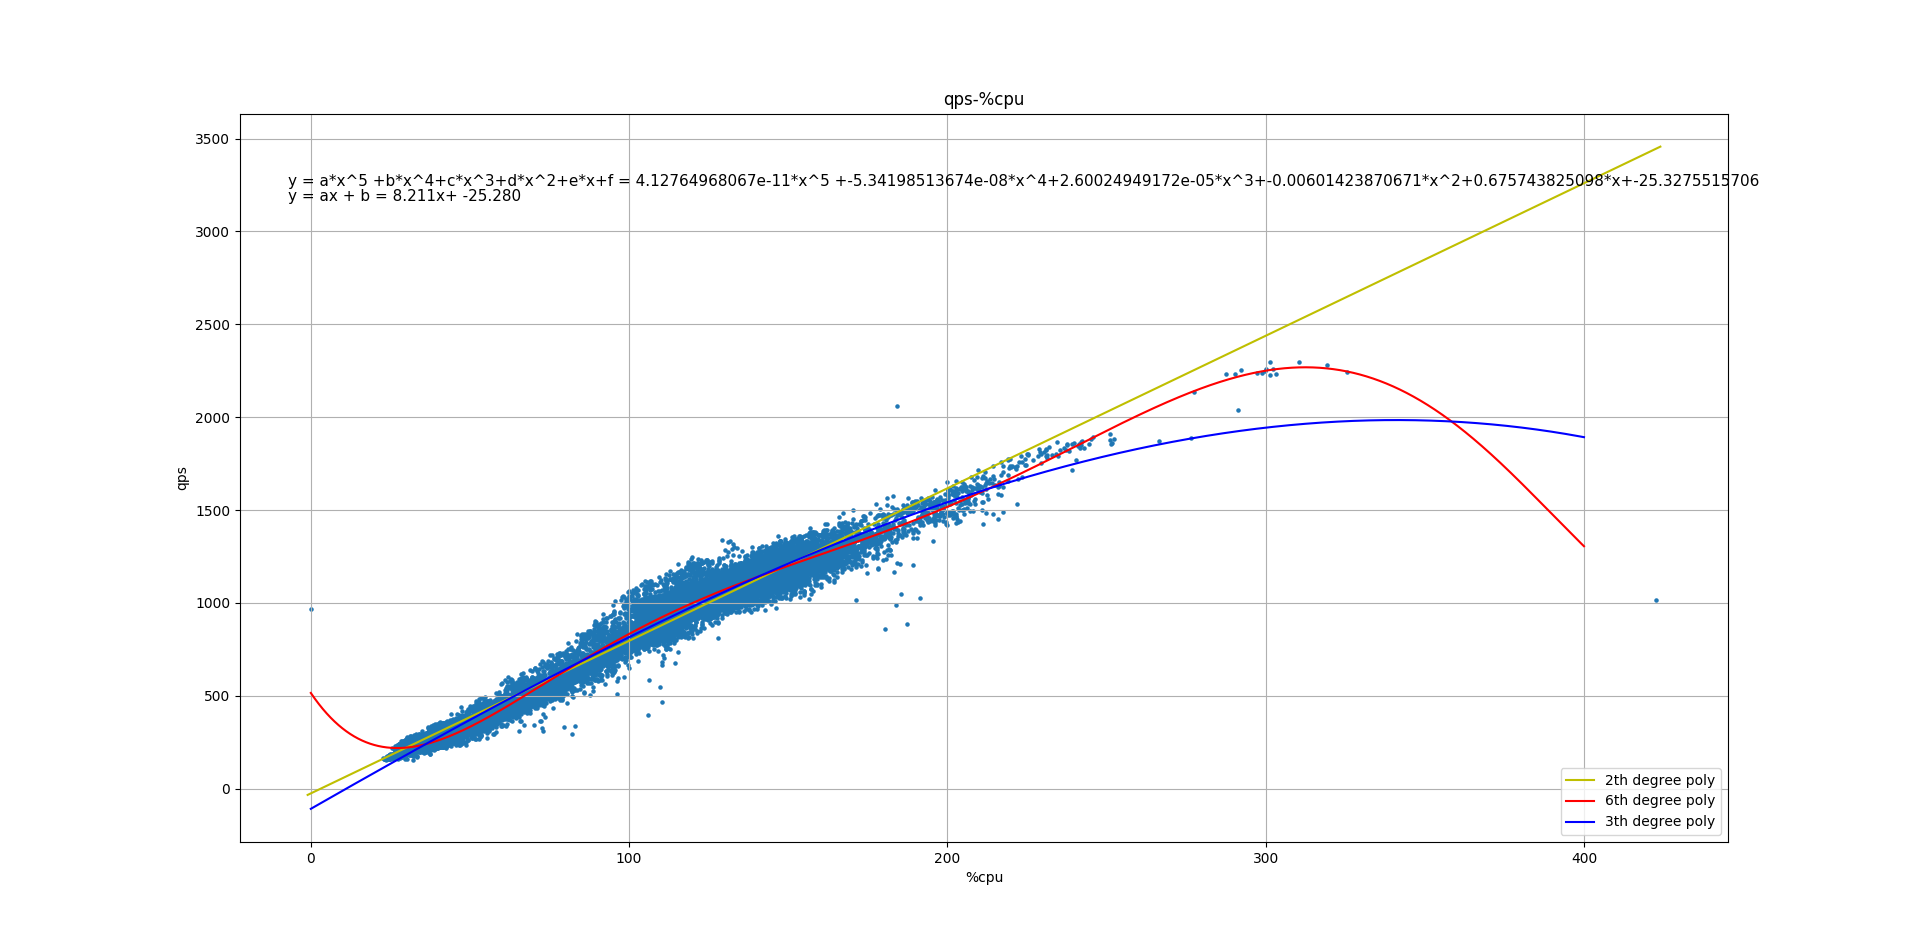 qps-%cpu
3500
y = a*x^5 +b*x^4+c*x^3+d*x^2+e*x+f = 4.12764968067e-11*x^5 +-5.34198513674e-08*x^4+2.60024949172e-05*x^3+-0.00601423870671*x^2+0.675743825098*x+-25.3275515706
y = ax + b = 8.211x+ -25.280
3000
2500
2000
qps
1500
1000
500
0
2th degree poly
6th degree poly
3th degree poly
0 100 200 300 400
%cpu